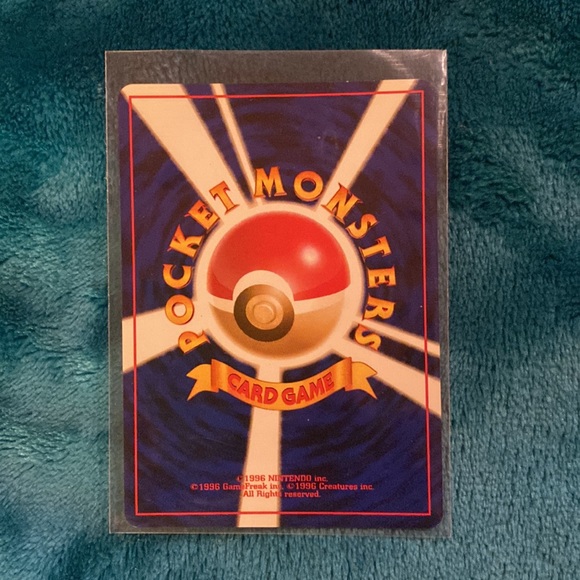 POCKET MONSTERS
CARD GAME
©1996 NINTENDO inc.
©1996 GameFreak inc. ©1996 Creatures inc.
All Rights reserved.